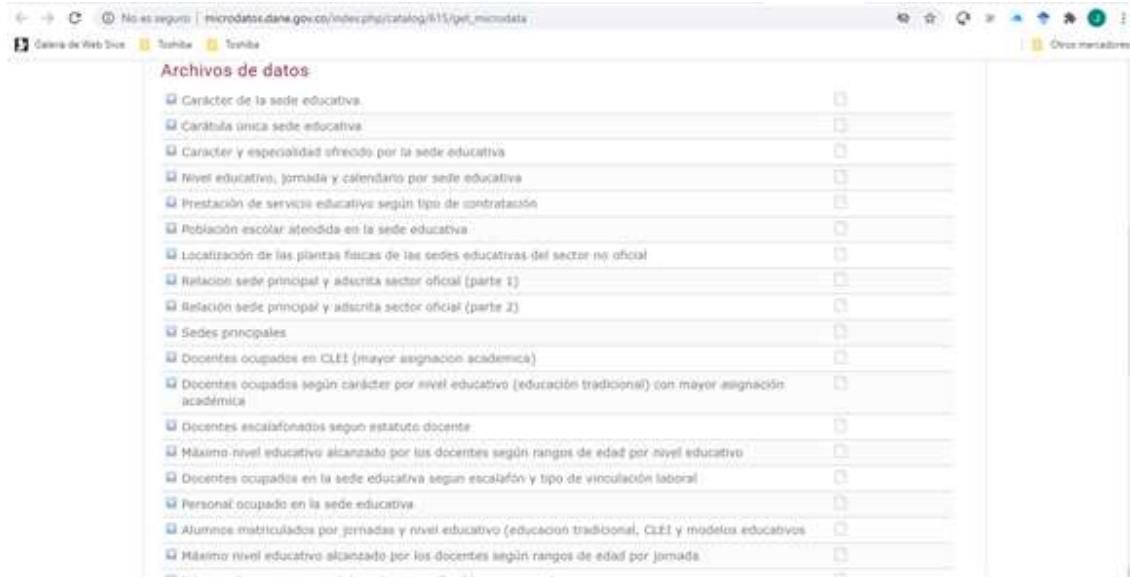 No es seguro | microdatos.dane.gov.co/index.php/catalog/615/get_microdata
Galeria de Web Slice Toshiba Toshiba Otros marcadores
Archivos de datos
Carácter de la sede educativa.
Carátula única sede educativa
Caracter y especialidad ofrecido por la sede educativa
Nivel educativo, jornada y calendario por sede educativa
Prestación de servicio educativo según tipo de contratación
Población escolar atendida en la sede educativa
Localización de las plantas físicas de las sedes educativas del sector no oficial
Relacion sede principal y adscrita sector oficial (parte 1)
Relación sede principal y adscrita sector oficial (parte 2)
Sedes principales
Docentes ocupados en CLEI (mayor asignacion academica)
Docentes ocupados según carácter por nivel educativo (educación tradicional) con mayor asignación
académica
Docentes escalafonados segun estatuto docente
Máximo nivel educativo alcanzado por los docentes según rangos de edad por nivel educativo
Docentes ocupados en la sede educativa segun escalafón y tipo de vinculación laboral
Personal ocupado en la sede educativa
Alumnos matriculados por jornadas y nivel educativo (educacion tradicional, CLEI y modelos educativos
Máximo nivel educativo alcanzado por los docentes según rangos de edad por jornada